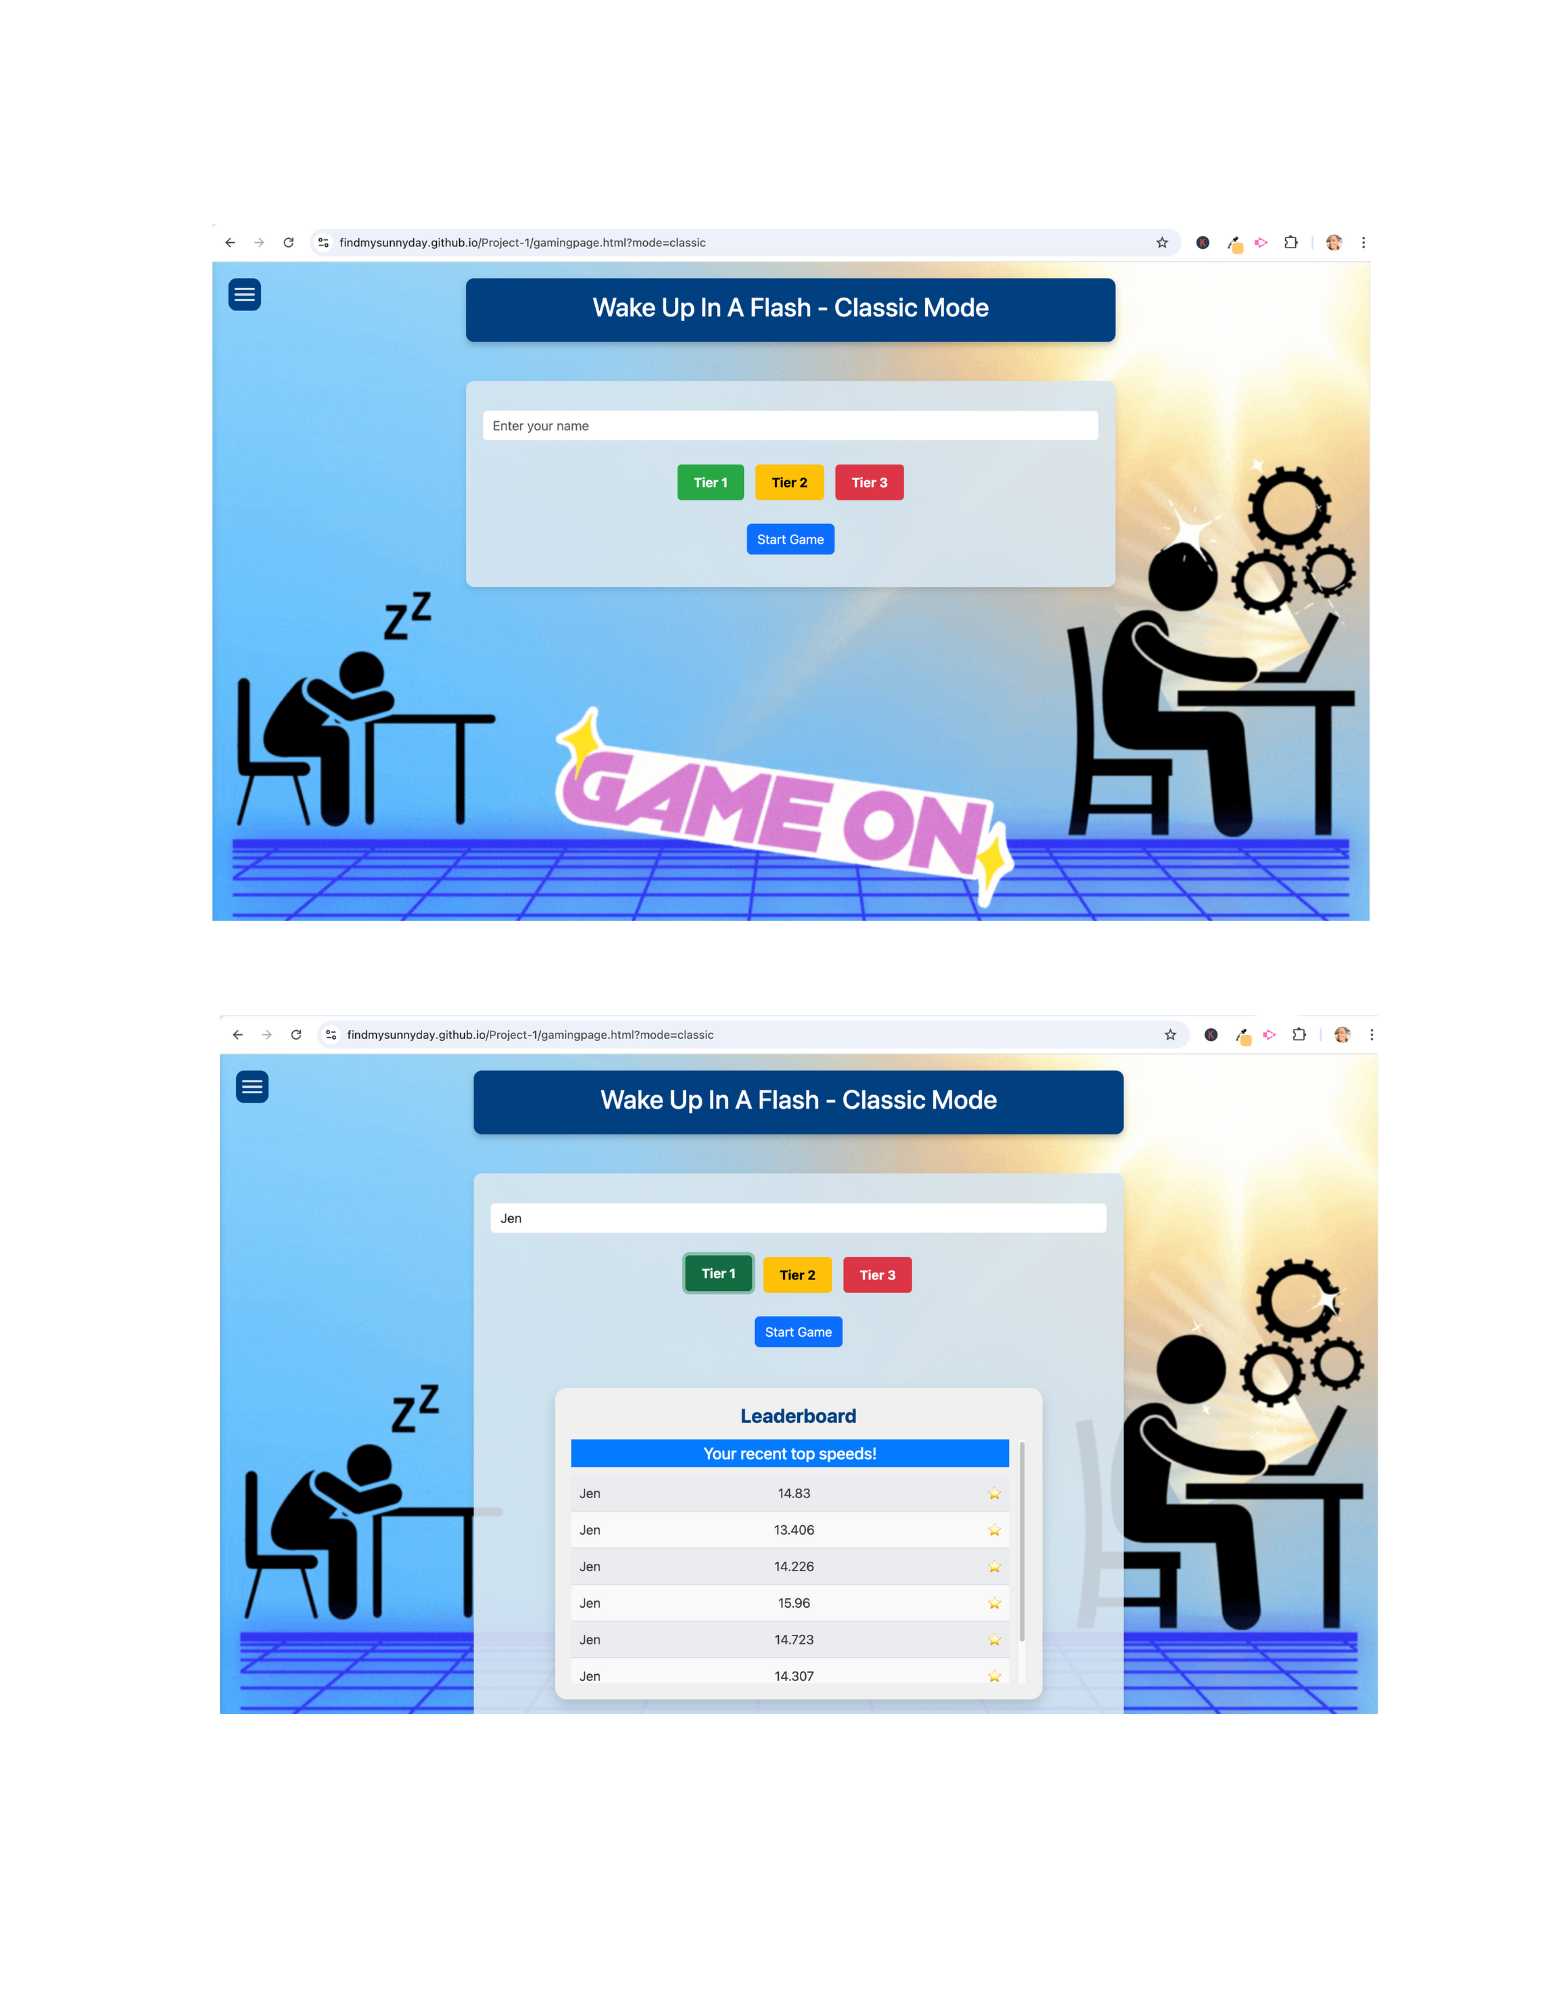 findmysunnyday.github.io/Project-1/gamingpage.html?mode=classic
Wake Up In A Flash - Classic Mode
Enter your name
Tier 1 Tier 2 Tier 3
Start Game
ZZ
GAME ON
findmysunnyday.github.io/Project-1/gamingpage.html?mode=classic
Wake Up In A Flash - Classic Mode
Jen
Tier 1 Tier 2 Tier 3
Start Game
ZZ
Leaderboard
Your recent top speeds!
Jen 14.83
Jen 13.406
Jen 14.226
Jen 15.96
Jen 14.723
Jen 14.307